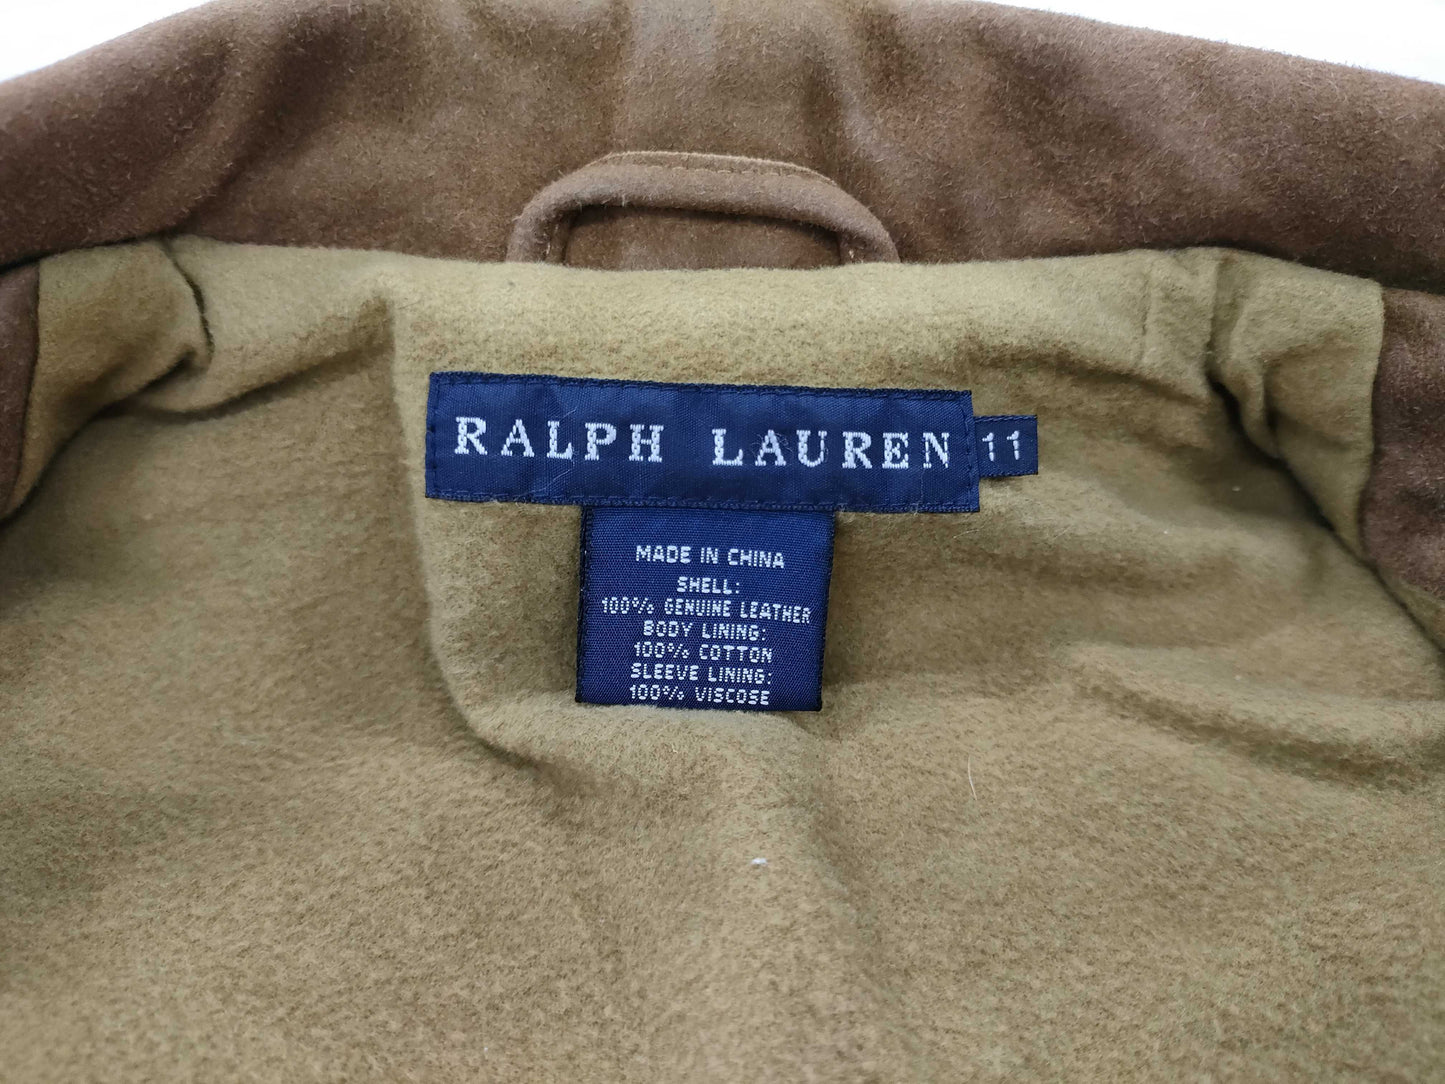 RALPH LAUREN 11
MADE IN CHINA
SHELL:
100% GENUINE LEATHER
BODY LINING:
100% COTTON
SLEEVE LINING:
100% VISCOSE